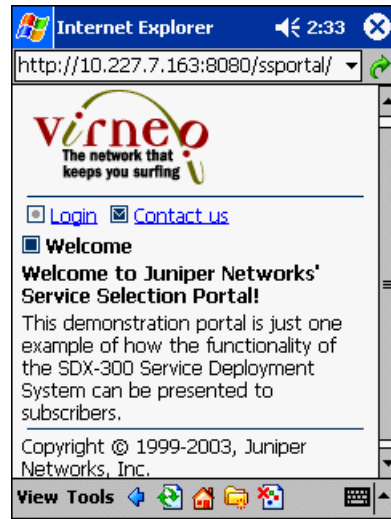 Internet Explorer 2:33
http://10.227.7.163:8080/ssportal/
Virneo
The network that
keeps you surfing
Login Contact us
Welcome
Welcome to Juniper Networks'
Service Selection Portal!
This demonstration portal is just one
example of how the functionality of
the SDX-300 Service Deployment
System can be presented to
subscribers.
Copyright © 1999-2003, Juniper
Networks, Inc.
View Tools